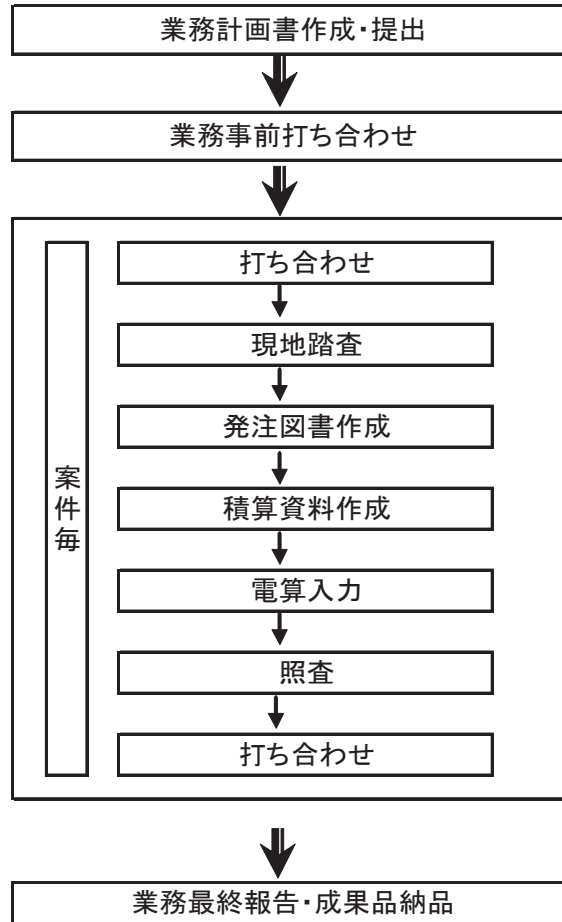 業務計画書作成・提出
業務事前打ち合わせ
案件毎
打ち合わせ
現地踏査
発注図書作成
積算資料作成
電算入力
照査
打ち合わせ
業務最終報告・成果品納品